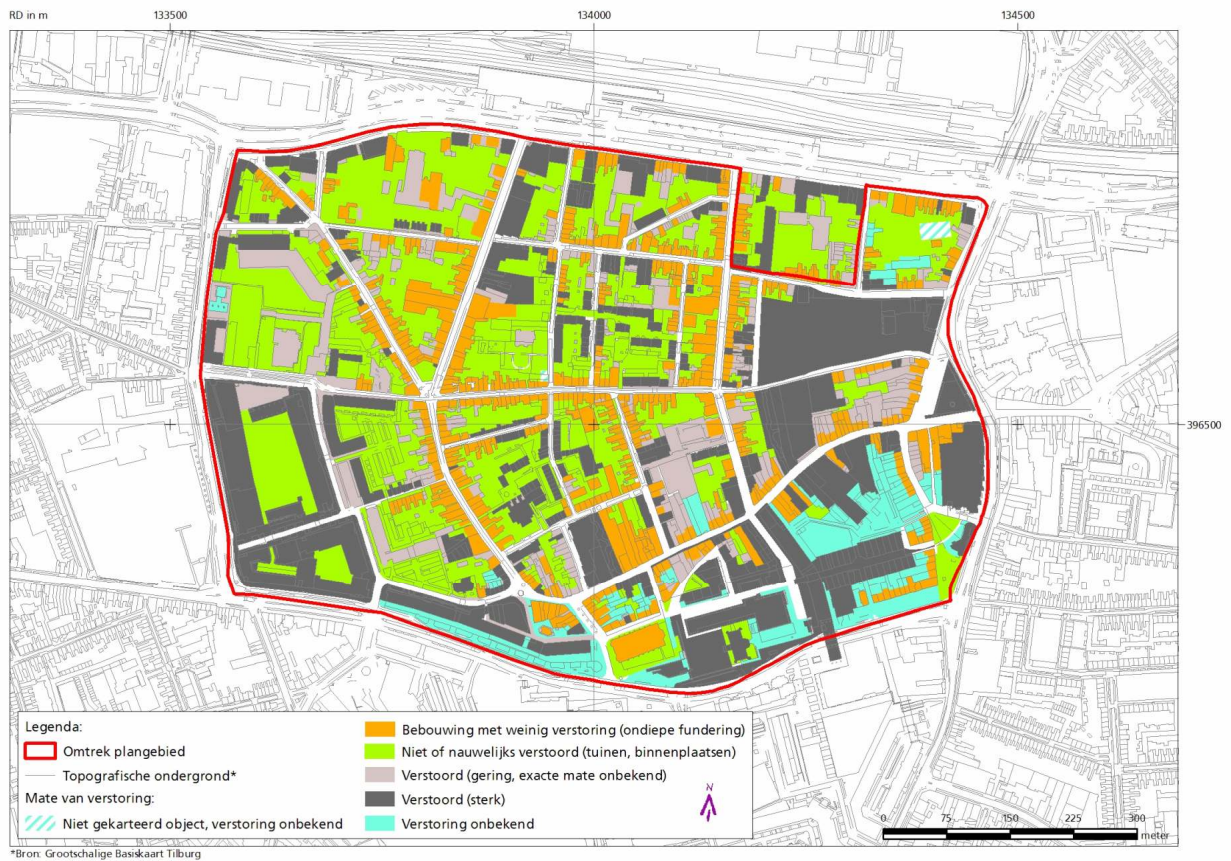 RD in m
133500
134000
134500
396500
Legenda:
Omtrek plangebied
Topografische ondergrond*
Mate van verstoring:
Niet gekarteerd object, verstoring onbekend
Bebouwing met weinig verstoring (ondiepe fundering)
Niet of nauwelijks verstoord (tuinen, binnenplaatsen)
Verstoord (gering, exacte mate onbekend)
Verstoord (sterk)
Verstoring onbekend
N
0 75 150 225 300
meter
*Bron: Grootschalige Basiskaart Tilburg